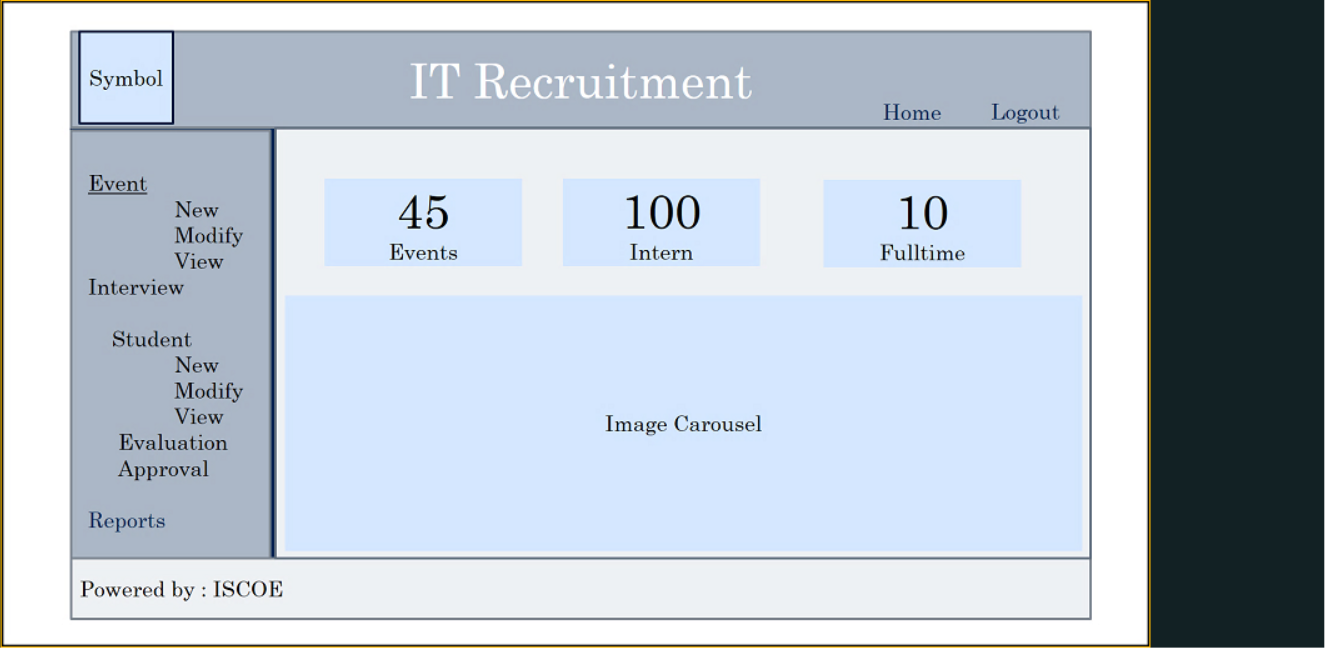 Symbol
IT Recruitment
Home
Logout
Event
New
Modify
View
Interview
Student
New
Modify
View
Evaluation
Approval
Reports
45
Events
100
Intern
10
Fulltime
Image Carousel
Powered by : ISCOE